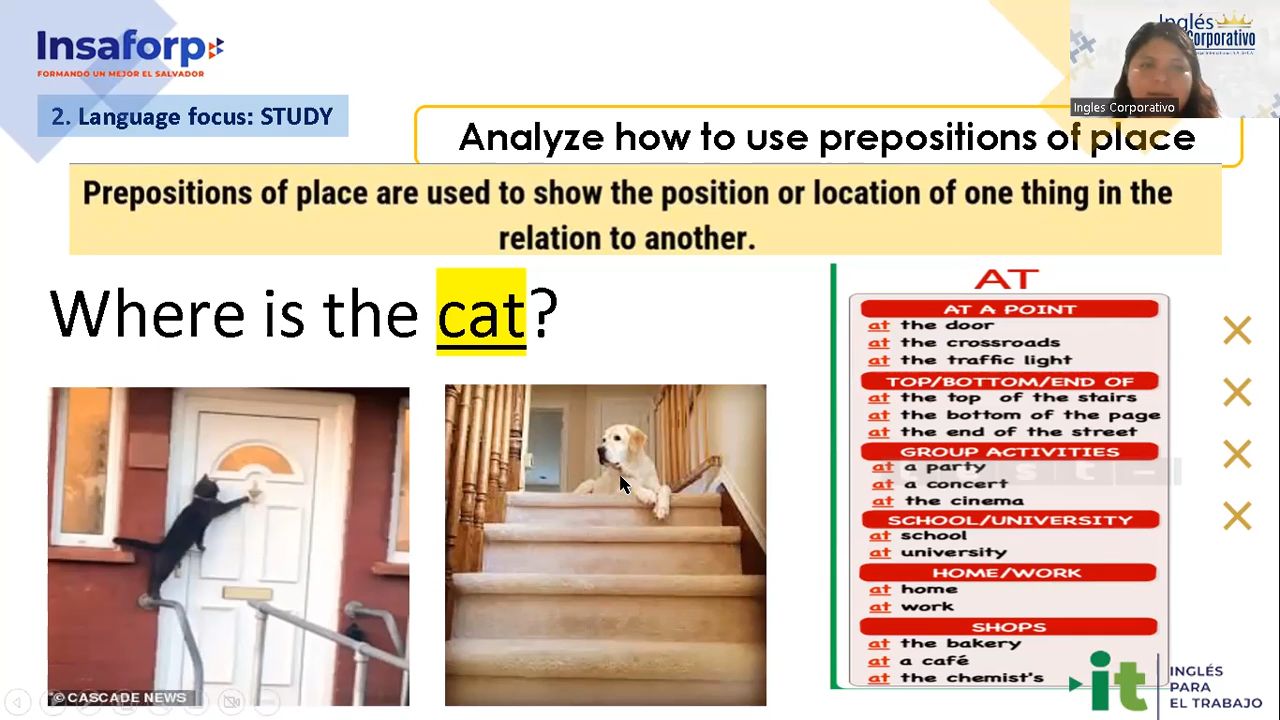 Insaforp
FORMANDO UN MEJOR EL SALVADOR
Inglés
Corporativo
Ingles Corporativo
2. Language focus: STUDY
Analyze how to use prepositions of place
Prepositions of place are used to show the position or location of one thing in the
relation to another.
Where is the cat?
© CASCADE NEWS
AT
AT A POINT
at the door
at the crossroads
at the traffic light
TOP/BOTTOM/END OF
at the top of the stairs
at the bottom of the page
at the end of the street
GROUP ACTIVITIES
at a party
at a concert
at the cinema
SCHOOL/UNIVERSITY
at school
at university
HOME/WORK
at home
at work
SHOPS
at the bakery
at a café
at the chemist's
it
INGLÉS
PARA
EL TRABAJO